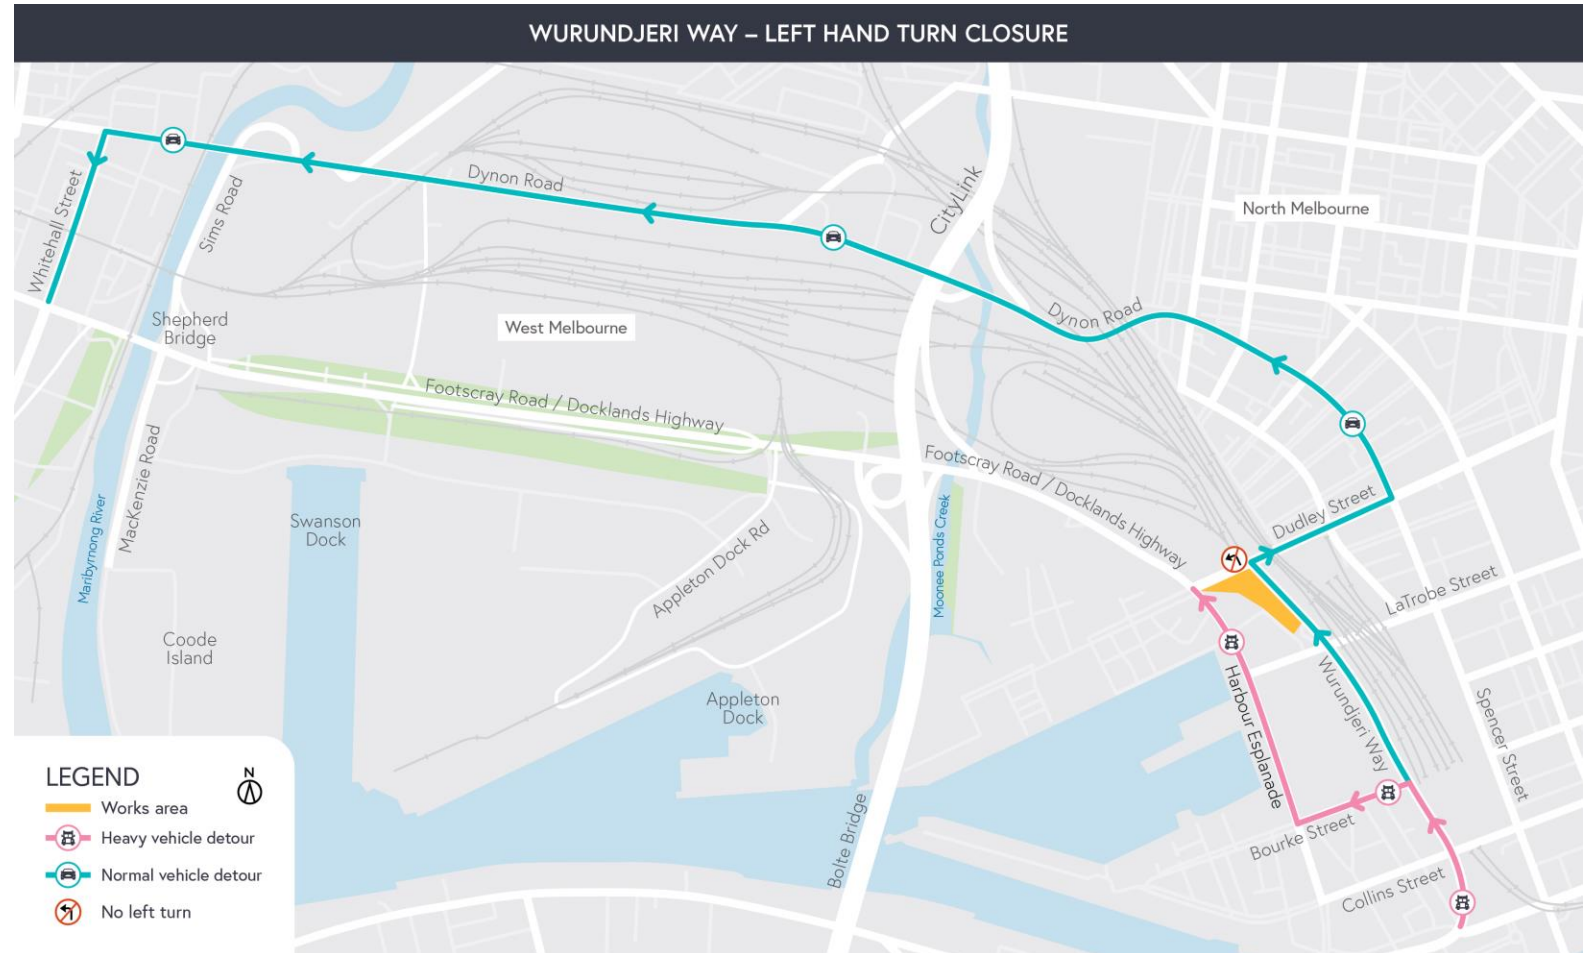 WURUNDJERI WAY – LEFT HAND TURN CLOSURE
Dynon Road
CityLink
North Melbourne
Whitehall Street
Sims Road
Shepherd
Bridge
West Melbourne
Dynon Road
Footscray Road / Docklands Highway
Footscray Road / Docklands Highway
MacKenzie Road
Maribyrnong River
Swanson
Dock
Appleton Dock Rd
Moonee Ponds Creek
Dudley Street
LaTrobe Street
Coode
Island
Appleton
Dock
Harbour Esplanade
Wurundjeri Way
Spencer Street
Bolte Bridge
Bourke Street
Collins Street
LEGEND
N
Works area
Heavy vehicle detour
Normal vehicle detour
No left turn